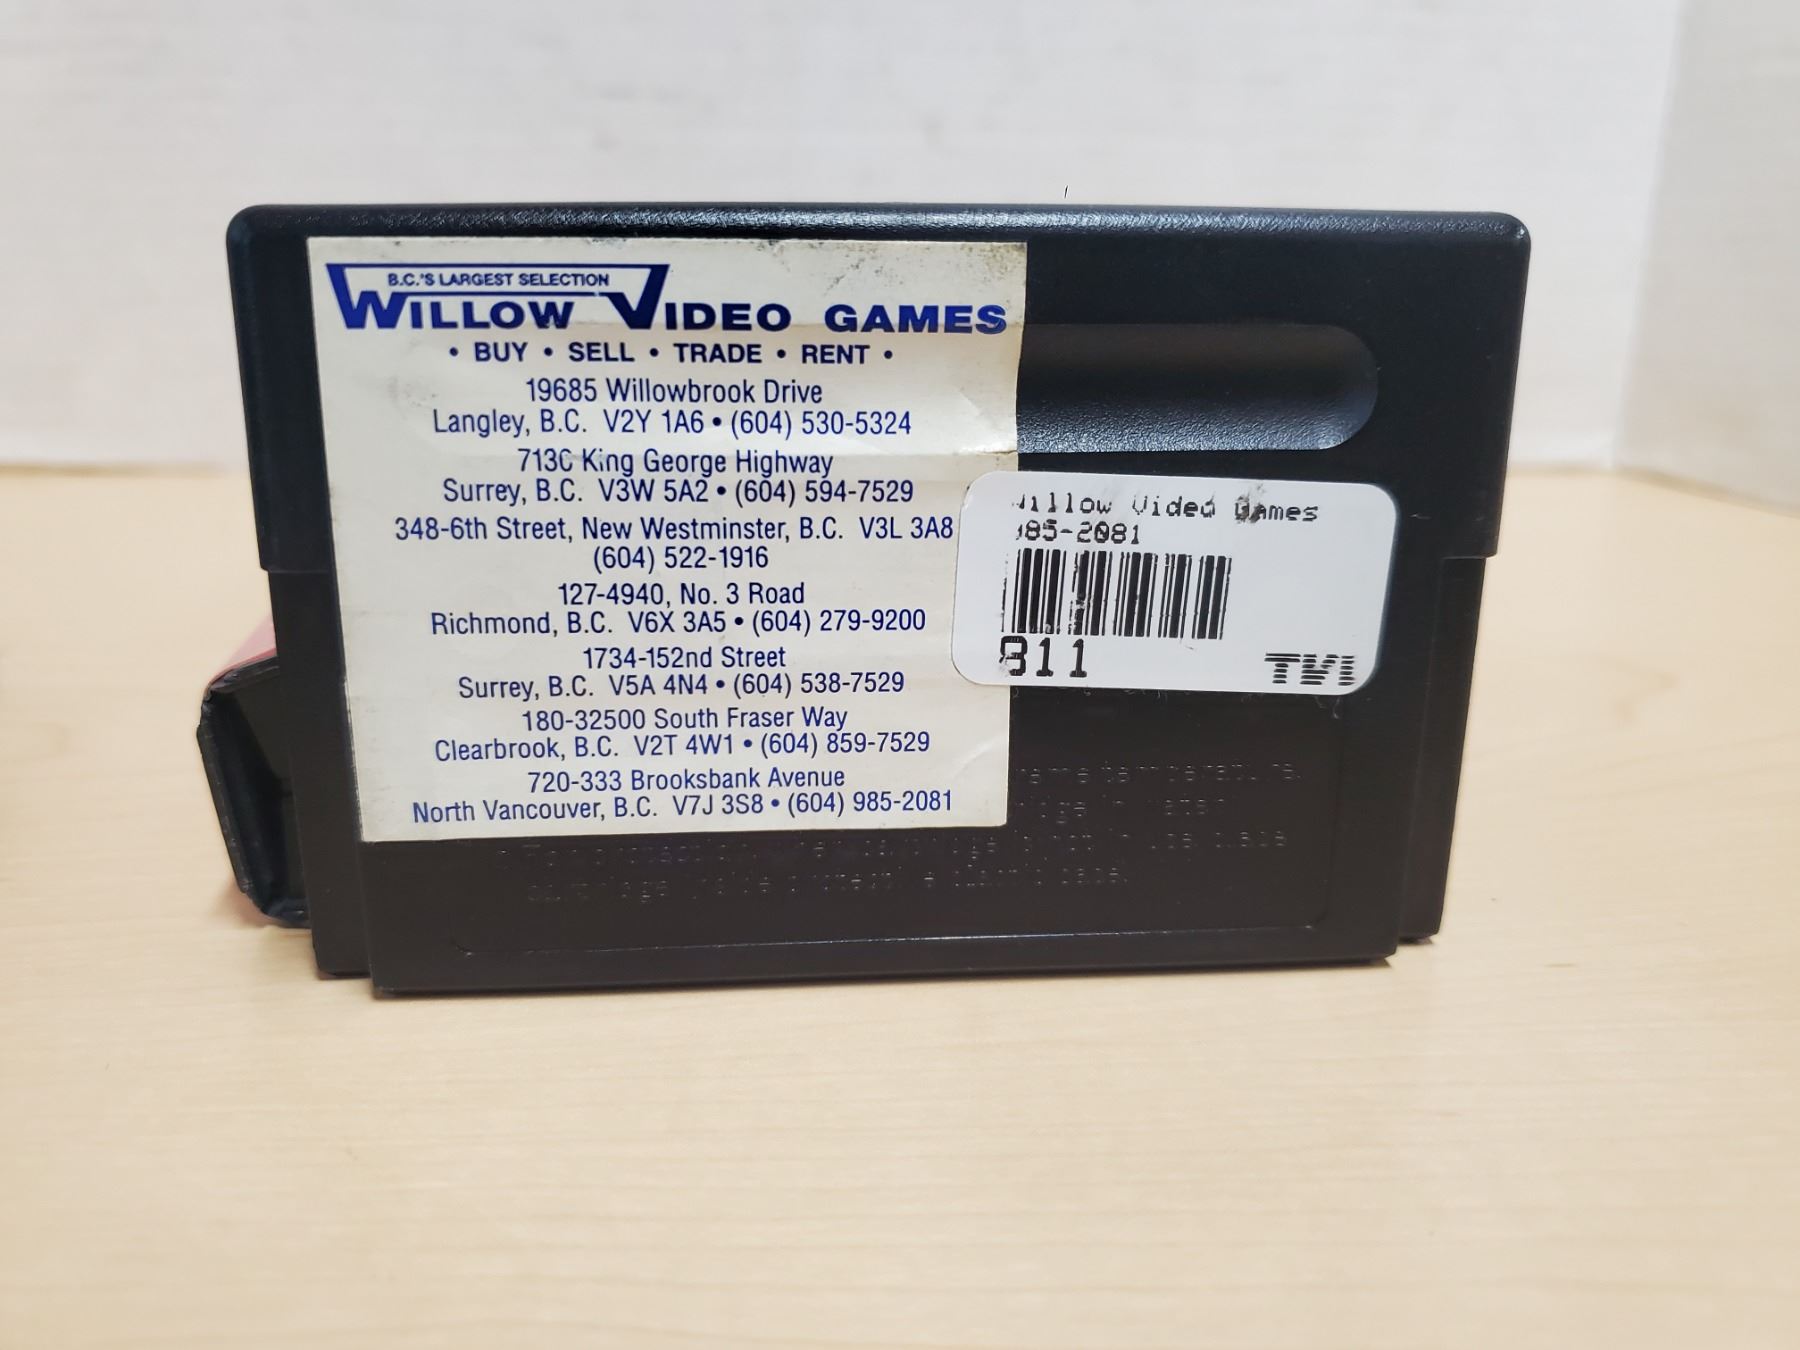 B.C.'S LARGEST SELECTION
WILLOW VIDEO GAMES
• BUY • SELL • TRADE • RENT •
19685 Willowbrook Drive
Langley, B.C. V2Y 1A6 • (604) 530-5324
7130 King George Highway
Surrey, B.C. V3W 5A2 • (604) 594-7529
348-6th Street, New Westminster, B.C. V3L 3A8
(604) 522-1916
127-4940, No. 3 Road
Richmond, B.C. V6X 3A5 • (604) 279-9200
1734-152nd Street
Surrey, B.C. V5A 4N4 • (604) 538-7529
180-32500 South Fraser Way
Clearbrook, B.C. V2T 4W1 • (604) 859-7529
720-333 Brooksbank Avenue
North Vancouver, B.C. V7J 3S8 • (604) 985-2081
Willow Video Games
985-2081
811
TVI